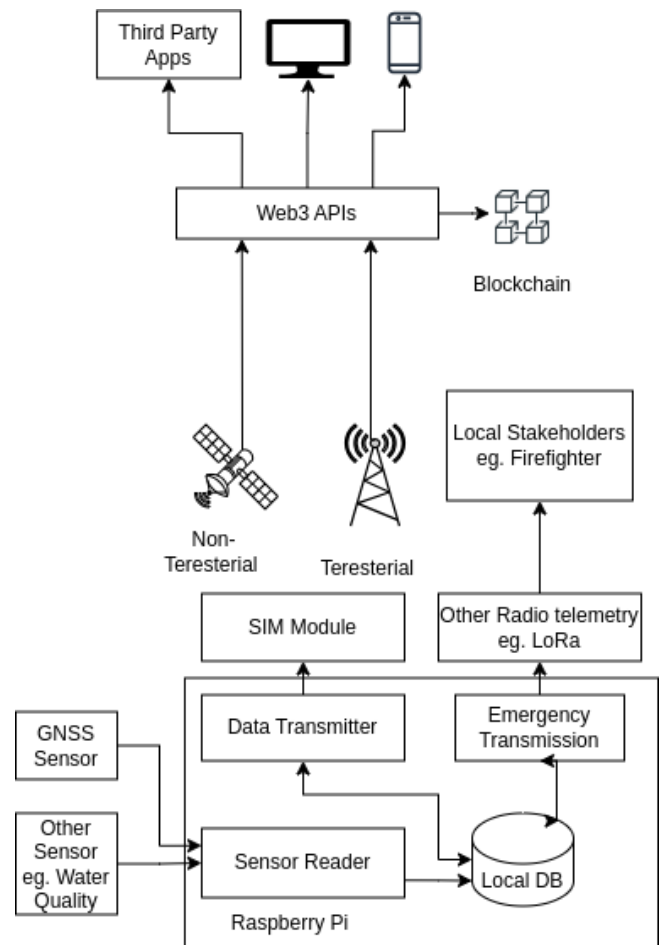 Third Party
Apps
Web3 APIs
Blockchain
Local Stakeholders
eg. Firefighter
Non-
Teresterial
Teresterial
SIM Module
Other Radio telemetry
eg. LoRa
GNSS
Sensor
Data Transmitter
Emergency
Transmission
Other
Sensor
eg. Water
Quality
Sensor Reader
Local DB
Raspberry Pi